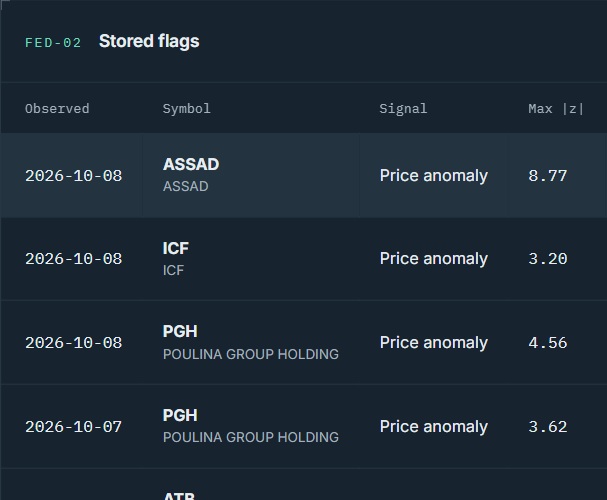 FED-02 Stored flags
Observed Symbol Signal Max |z|
2026-10-08 ASSAD Price anomaly 8.77
ASSAD
2026-10-08 ICF Price anomaly 3.20
ICF
2026-10-08 PGH Price anomaly 4.56
POULINA GROUP HOLDING
2026-10-07 PGH Price anomaly 3.62
POULINA GROUP HOLDING
ATB